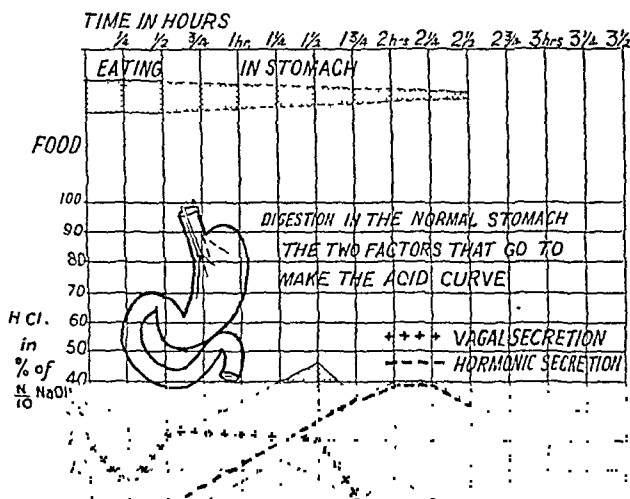 TIME IN HOURS
1/4 1/2 3/4 1hr. 1 1/4 1 1/2 1 3/4 2hrs 2 1/4 2 1/2 2 3/4 3hrs 3 1/4 3 1/2
EATING IN STOMACH
FOOD
100
90
80
70
60
50
40
DIGESTION IN THE NORMAL STOMACH
THE TWO FACTORS THAT GO TO
MAKE THE ACID CURVE
H Cl.
in
% of
N/10 NaOH
++++ VAGAL SECRETION
---- HORMONIC SECRETION